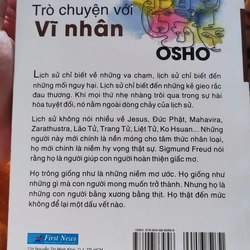 Trò chuyện với
Vĩ nhân
OSHO
Lịch sử chỉ biết về những va chạm, lịch sử chỉ biết đến
những mối nguy hại. Lịch sử chỉ biết đến những kẻ gieo rắc
đau thương. Khi mọi thứ nhẹ nhàng trôi qua trong sự hài
hòa tuyệt đối, nó nằm ngoài dòng chảy của lịch sử.
Lịch sử không nói nhiều về Jesus, Đức Phật, Mahavira,
Zarathustra, Lão Tử, Trang Tử, Liệt Tử, Ko Hsuan... Những
người này mới chính là nền móng cho tâm thức nhân loại,
họ mới chính là niềm hy vọng thật sự. Sigmund Freud nói
rằng họ là người giúp con người hoàn thiện giấc mơ.
Họ trông giống như là những niềm mơ ước. Họ giống như
những gì mà con người mong muốn trở thành. Nhưng họ là
những con người bằng xương bằng thịt. Họ thật đến mức
không để lại một dấu vết nào.
First News